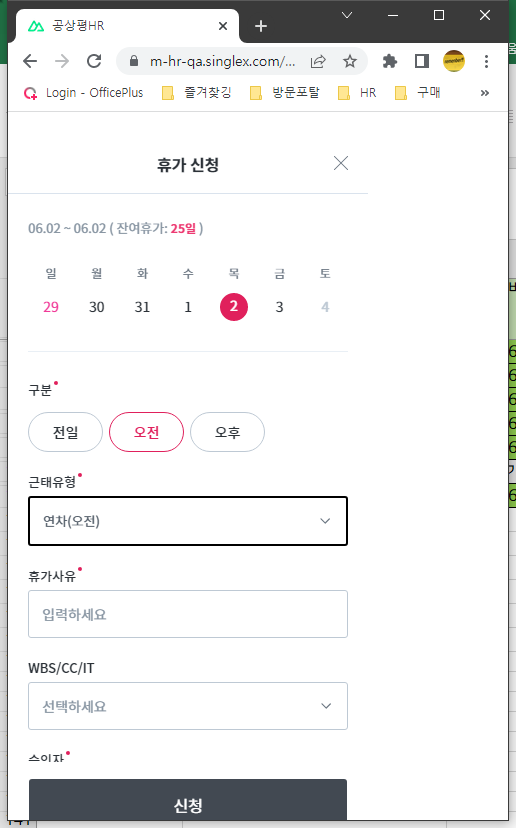 공상평HR
m-hr-qa.singlex.com/...
Login - OfficePlus 즐겨찾깅 방문포탈 HR 구매 »
휴가 신청
06.02 ~ 06.02 ( 잔여휴가: 25일 )
일 월 화 수 목 금 토
29 30 31 1 2 3 4
구분
전일 오전 오후
근태유형
연차(오전)
휴가사유
입력하세요
WBS/CC/IT
선택하세요
신청